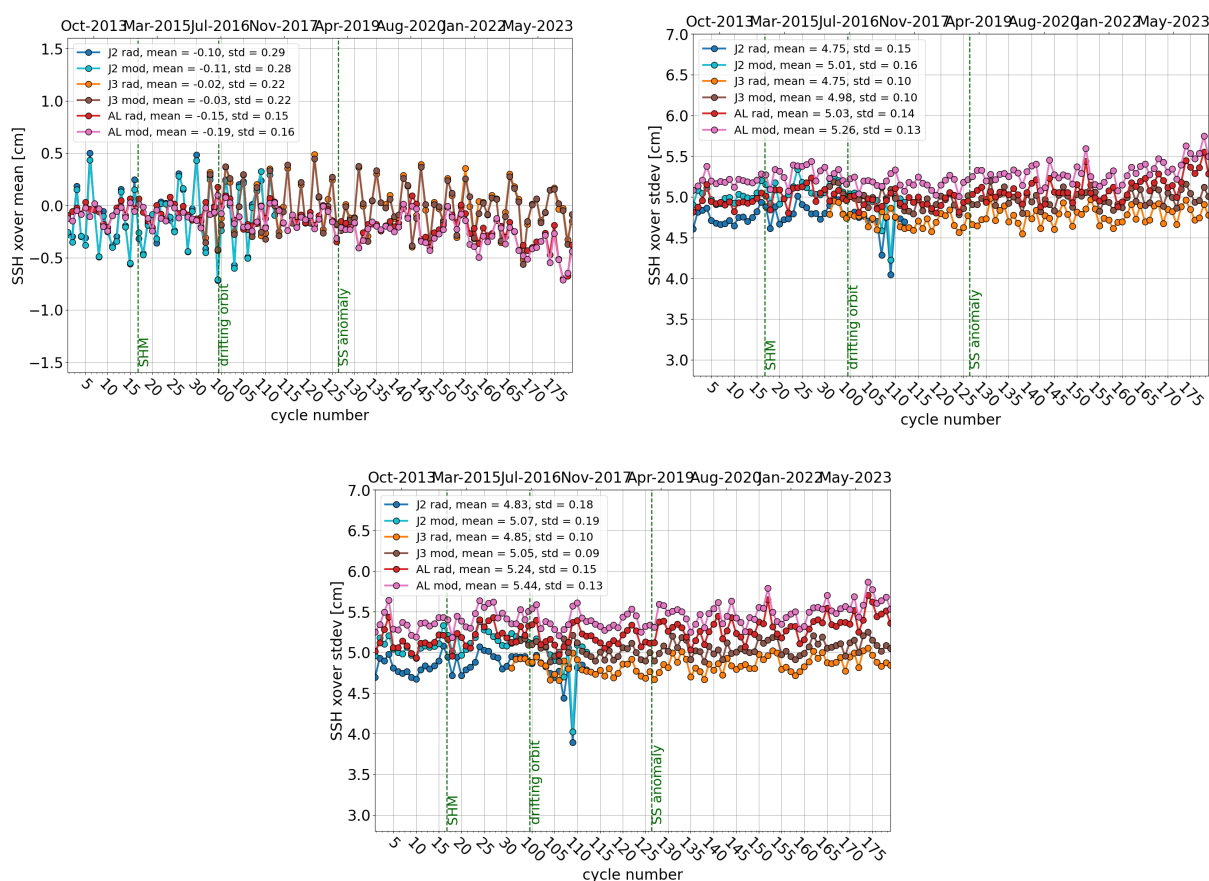 Oct-2013 Mar-2015 Jul-2016 Nov-2017 Apr-2019 Aug-2020 Jan-2022 May-2023
1.5
1.0
0.5
0.0
−0.5
−1.0
−1.5
SSH xover mean [cm]
J2 rad, mean = -0.10, std = 0.29
J2 mod, mean = -0.11, std = 0.28
J3 rad, mean = -0.02, std = 0.22
J3 mod, mean = -0.03, std = 0.22
AL rad, mean = -0.15, std = 0.15
AL mod, mean = -0.19, std = 0.16
SHM
drifting orbit
SS anomaly
5 10 15 20 25 30 100 105 110 115 120 125 130 135 140 145 150 155 160 165 170 175
cycle number
Oct-2013 Mar-2015 Jul-2016 Nov-2017 Apr-2019 Aug-2020 Jan-2022 May-2023
7.0
6.5
6.0
5.5
5.0
4.5
4.0
3.5
3.0
SSH xover stdev [cm]
J2 rad, mean = 4.75, std = 0.15
J2 mod, mean = 5.01, std = 0.16
J3 rad, mean = 4.75, std = 0.10
J3 mod, mean = 4.98, std = 0.10
AL rad, mean = 5.03, std = 0.14
AL mod, mean = 5.26, std = 0.13
SHM
drifting orbit
SS anomaly
5 10 15 20 25 30 100 105 110 115 120 125 130 135 140 145 150 155 160 165 170 175
cycle number
Oct-2013 Mar-2015 Jul-2016 Nov-2017 Apr-2019 Aug-2020 Jan-2022 May-2023
7.0
6.5
6.0
5.5
5.0
4.5
4.0
3.5
3.0
SSH xover stdev [cm]
J2 rad, mean = 4.83, std = 0.18
J2 mod, mean = 5.07, std = 0.19
J3 rad, mean = 4.85, std = 0.10
J3 mod, mean = 5.05, std = 0.09
AL rad, mean = 5.24, std = 0.15
AL mod, mean = 5.44, std = 0.13
SHM
drifting orbit
SS anomaly
5 10 15 20 25 30 100 105 110 115 120 125 130 135 140 145 150 155 160 165 170 175
cycle number